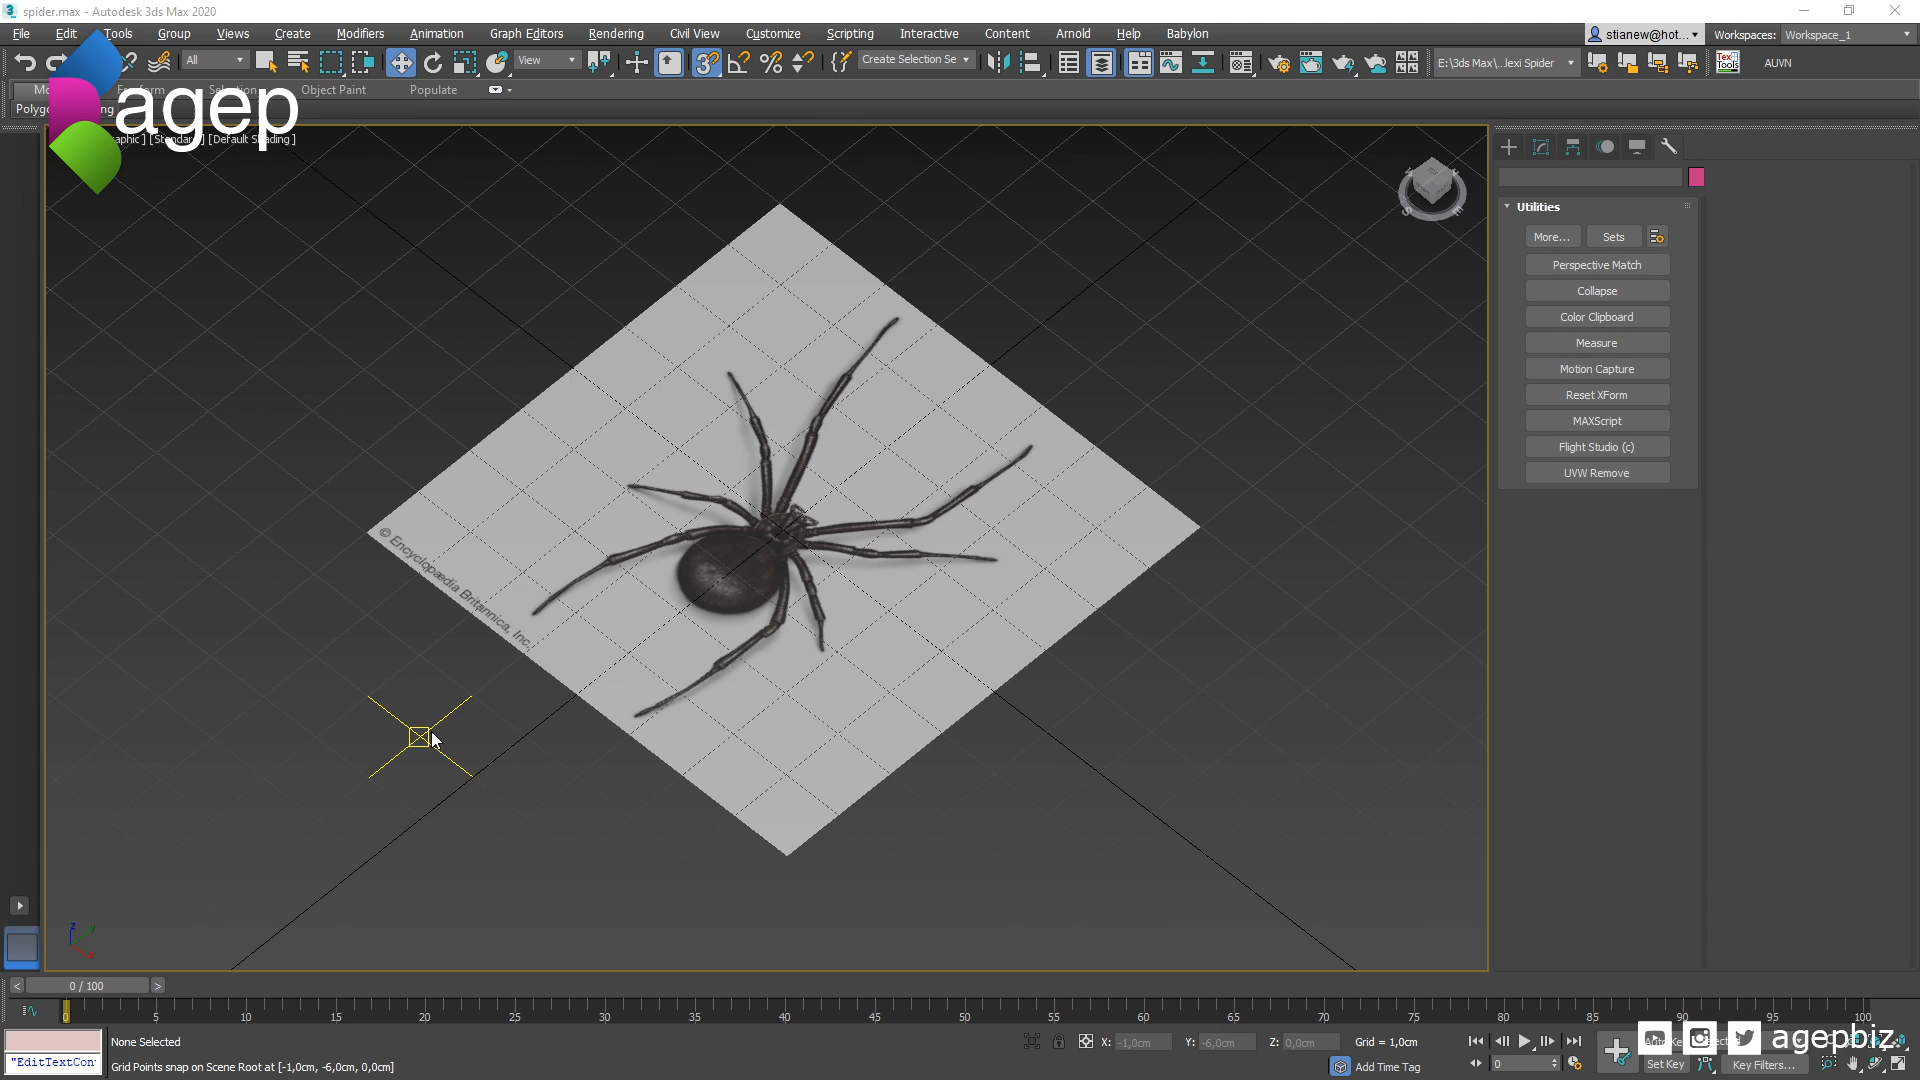 spider.max - Autodesk 3ds Max 2020
File Edit Tools Group Views Create Modifiers Animation Graph Editors Rendering Civil View Customize Scripting Interactive Content Arnold Help Babylon
stianew@hot... Workspaces: Workspace_1
All View Create Selection Se E:\3ds Max\...lexi Spider AUVN
Object Paint Populate
agep
[Default Shading]
© Encyclopædia Britannica, Inc.
Utilities
More... Sets
Perspective Match
Collapse
Color Clipboard
Measure
Motion Capture
Reset XForm
MAXScript
Flight Studio (c)
UVW Remove
0 / 100
0 5 10 15 20 25 30 35 40 45 50 55 60 65 70 75 80 85 90 95 100
None Selected
X: -1,0cm Y: -6,0cm Z: 0,0cm Grid = 1,0cm
agepbiz
"EditTextCon
Grid Points snap on Scene Root at [-1,0cm, -6,0cm, 0,0cm]
Add Time Tag
0
Set Key Key Filters...